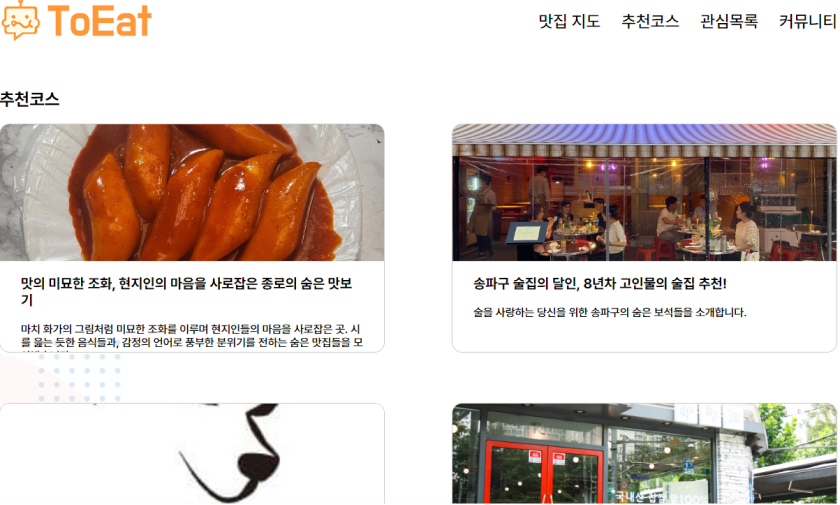 ToEat
맛집 지도 추천코스 관심목록 커뮤니티
추천코스
맛의 미묘한 조화, 현지인의 마음을 사로잡은 종로의 숨은 맛보
기
마치 화가의 그림처럼 미묘한 조화를 이루며 현지인들의 마음을 사로잡은 곳. 시
를 읊는 듯한 음식들과, 감정의 언어로 풍부한 분위기를 전하는 숨은 맛집들을 모
송파구 술집의 달인, 8년차 고인물의 술집 추천!
술을 사랑하는 당신을 위한 송파구의 숨은 보석들을 소개합니다.
국내산 찹쌀 100%